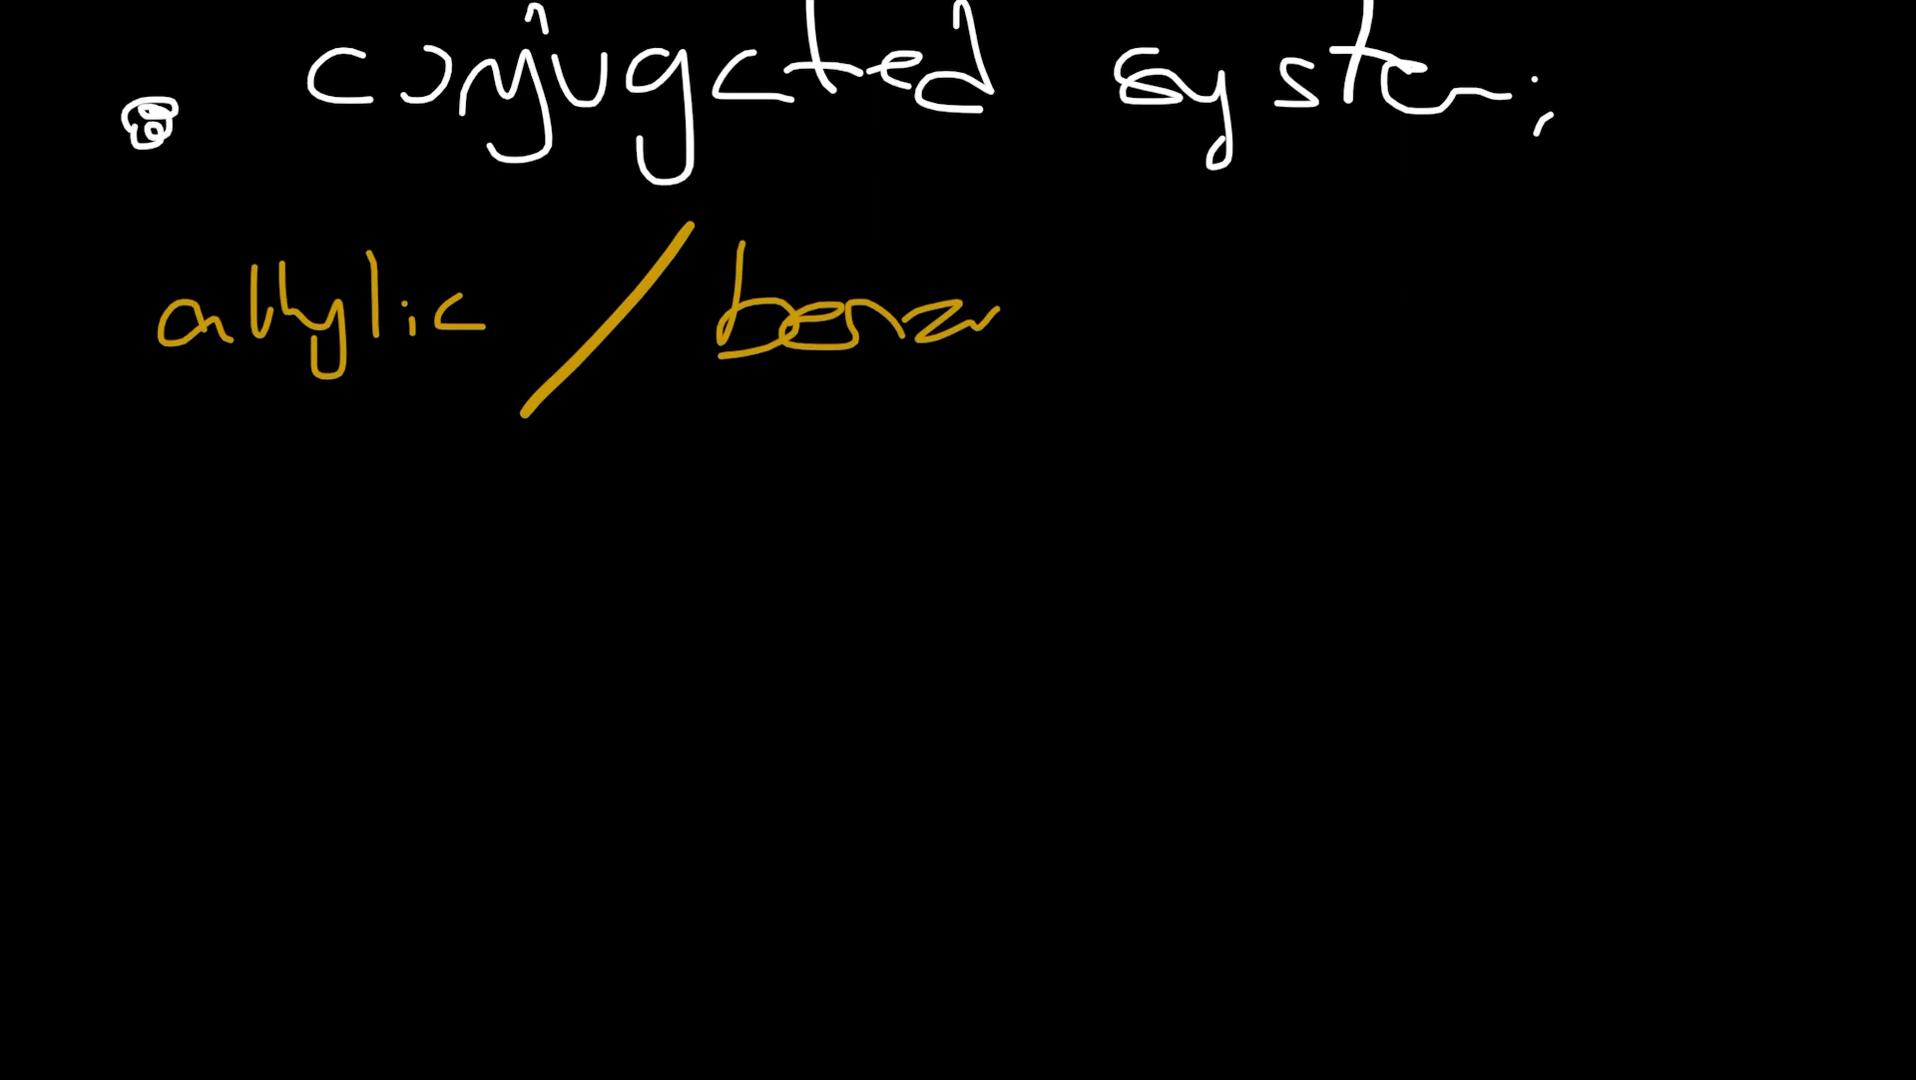 conjugated system;
allylic / benz